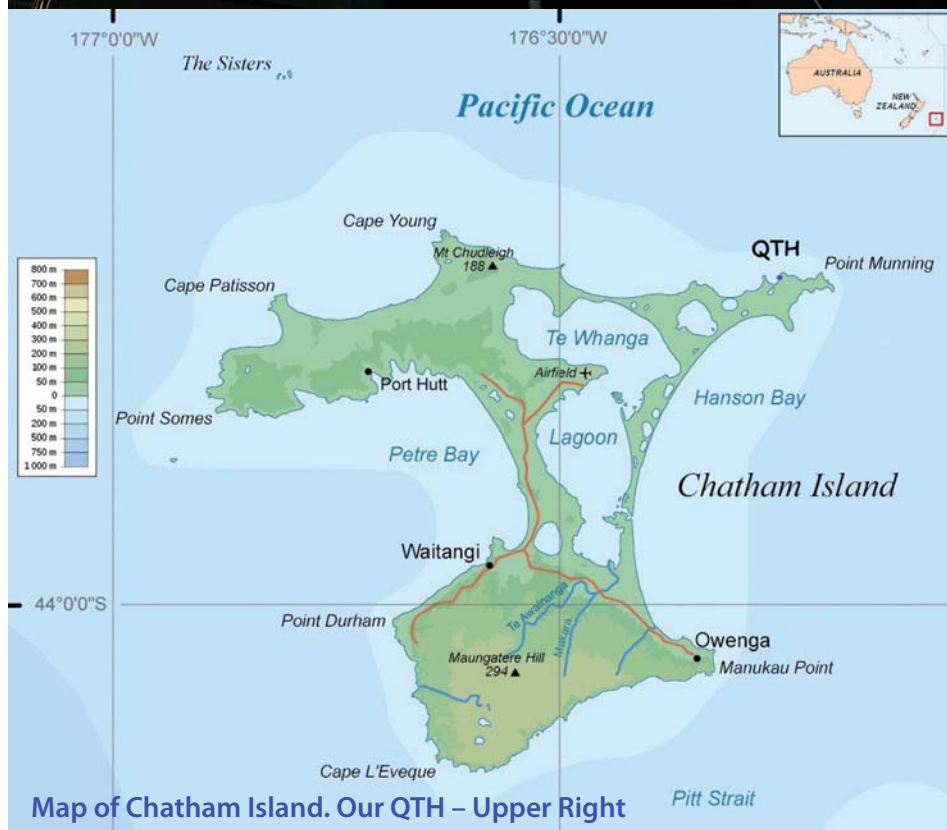 177°0'0"W
176°30'0"W
The Sisters
AUSTRALIA
NEW
ZEALAND
Pacific Ocean
Cape Young
Mt Chudleigh
188
QTH
Point Munning
Cape Patisson
800 m
700 m
600 m
500 m
400 m
300 m
200 m
100 m
50 m
0
50 m
200 m
500 m
750 m
1 000 m
Te Whanga
Airfield
Port Hutt
Hanson Bay
Point Somes
Lagoon
Petre Bay
Chatham Island
Waitangi
44°0'0"S
Te Awainanga
Makara
Point Durham
Owenga
Maungatere Hill
294
Manukau Point
Cape L'Eveque
Pitt Strait
Map of Chatham Island. Our QTH – Upper Right